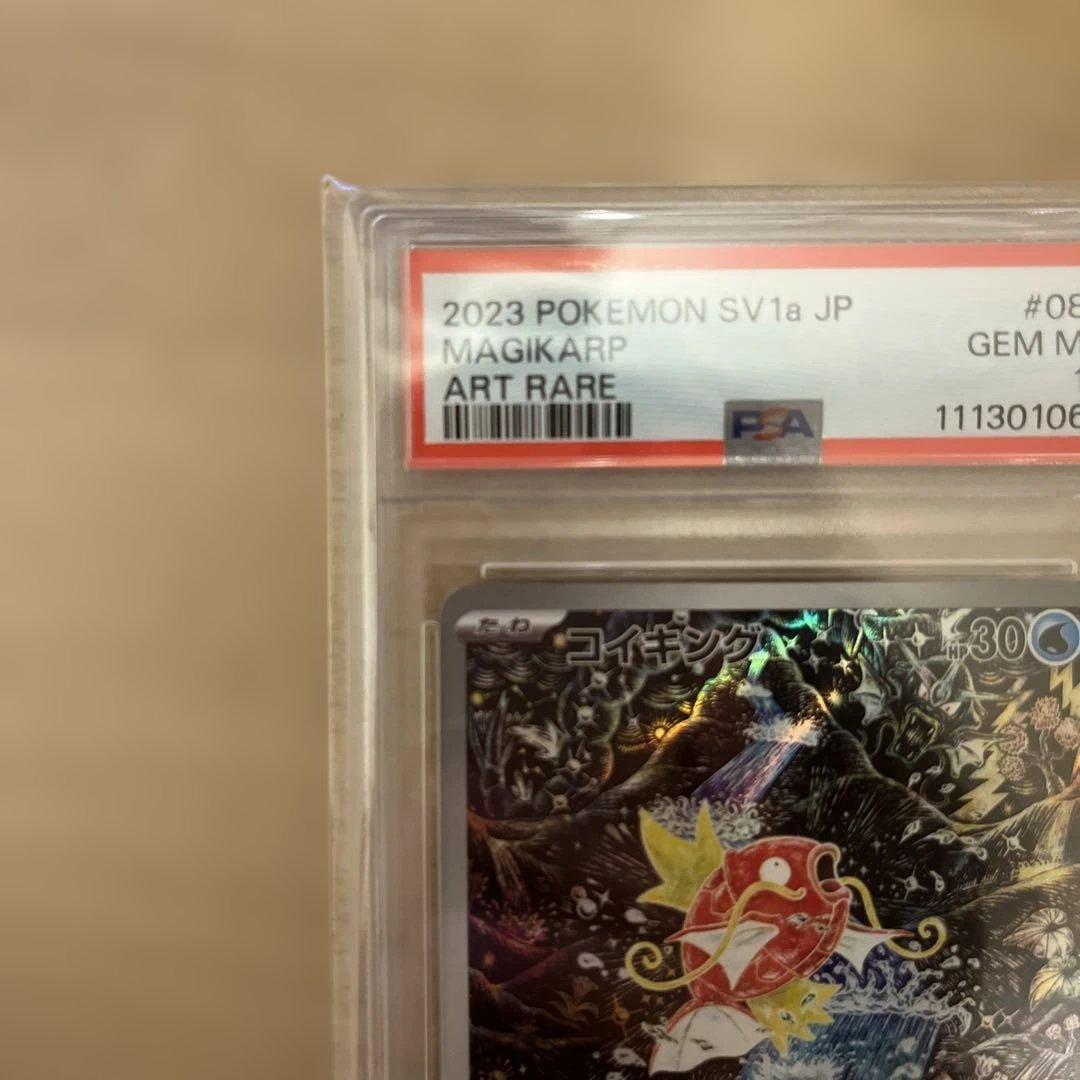 2023 POKEMON SV1a JP #08
MAGIKARP GEM M
ART RARE 1
PSA 11130106
たね コイキング HP30